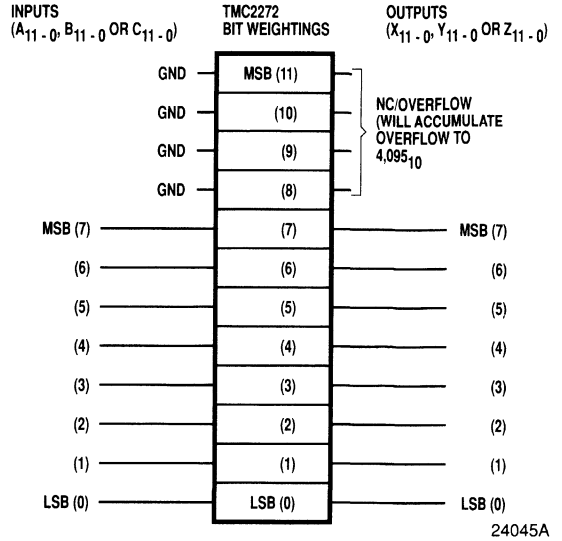 INPUTS
(A11 - 0, B11 - 0 OR C11 - 0)
TMC2272
BIT WEIGHTINGS
OUTPUTS
(X11 - 0, Y11 - 0 OR Z11 - 0)
GND MSB (11)
GND (10)
GND (9)
GND (8)
NC/OVERFLOW
(WILL ACCUMULATE
OVERFLOW TO
4,09510
MSB (7) (7) MSB (7)
(6) (6) (6)
(5) (5) (5)
(4) (4) (4)
(3) (3) (3)
(2) (2) (2)
(1) (1) (1)
LSB (0) LSB (0) LSB (0)
24045A